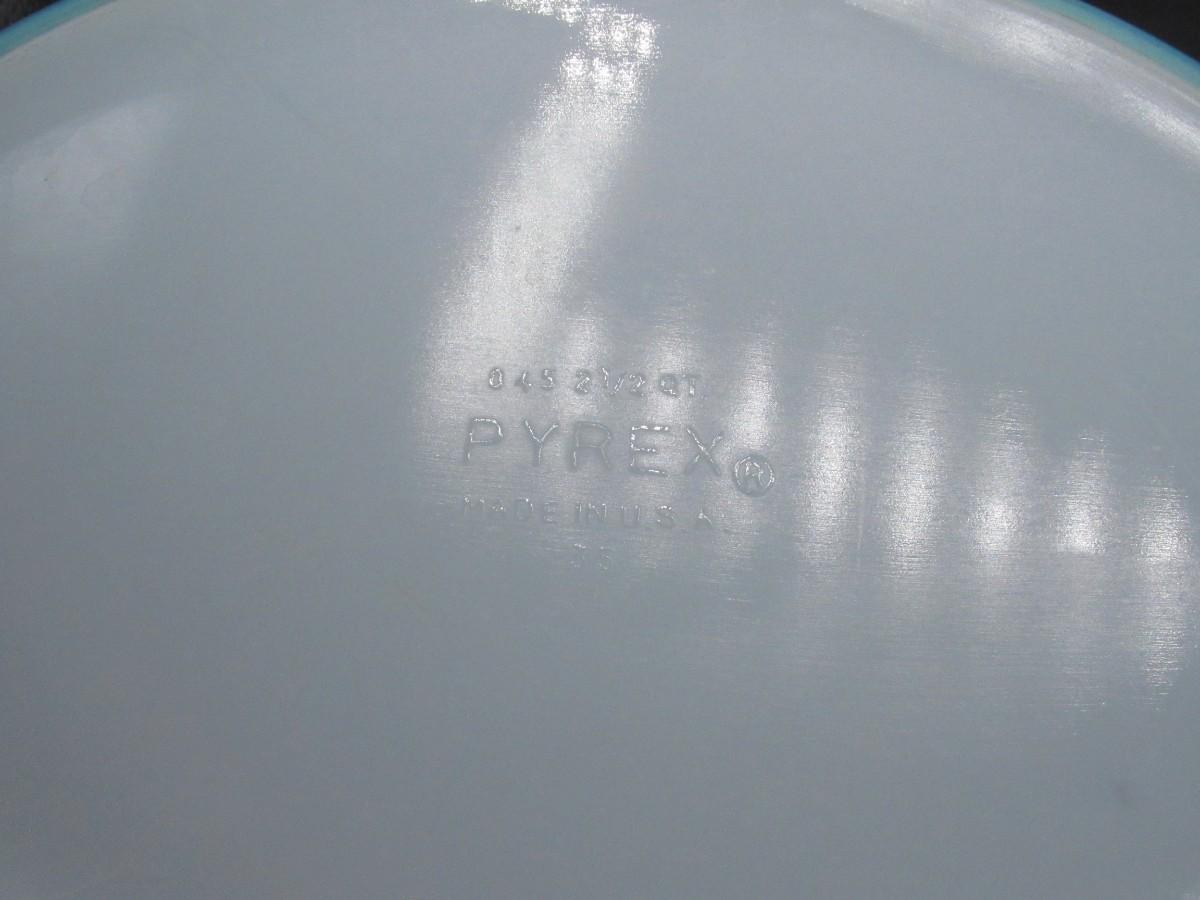 045 2 1/2 QT.
PYREX®
MADE IN U.S.A.